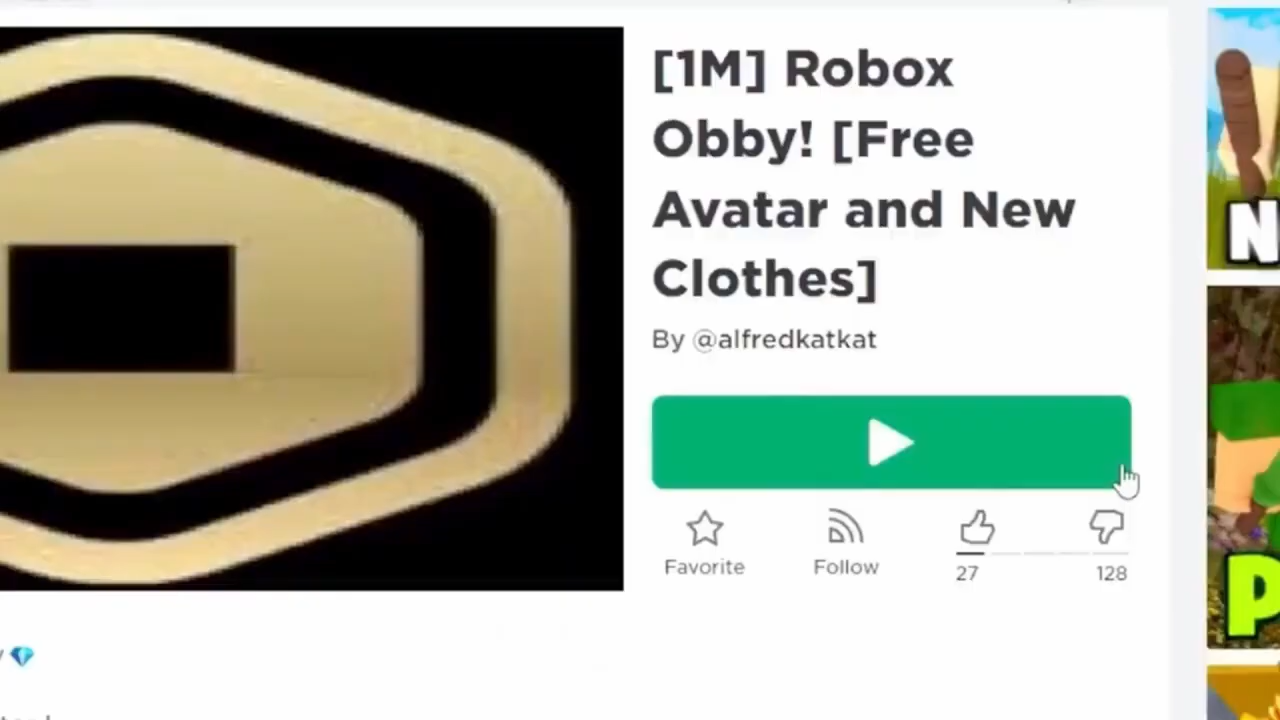 [1M] Robox
Obby! [Free
Avatar and New
Clothes]
By @alfredkatkat
Favorite
Follow
27
128
N
P